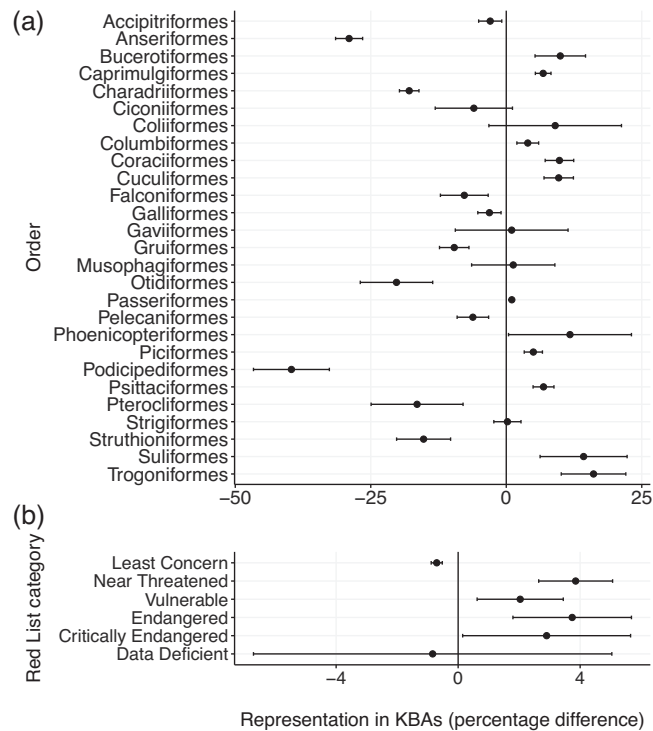 (a)
Accipitriformes
Anseriformes
Bucerotiformes
Caprimulgiformes
Charadriiformes
Ciconiiformes
Coliiformes
Columbiformes
Coraciiformes
Cuculiformes
Falconiformes
Galliformes
Gaviiformes
Gruiformes
Musophagiformes
Otidiformes
Passeriformes
Pelecaniformes
Phoenicopteriformes
Piciformes
Podicipediformes
Psittaciformes
Pterocliformes
Strigiformes
Struthioniformes
Suliformes
Trogoniformes
Order
−50 −25 0 25
(b)
Least Concern
Near Threatened
Vulnerable
Endangered
Critically Endangered
Data Deficient
Red List category
−4 0 4
Representation in KBAs (percentage difference)